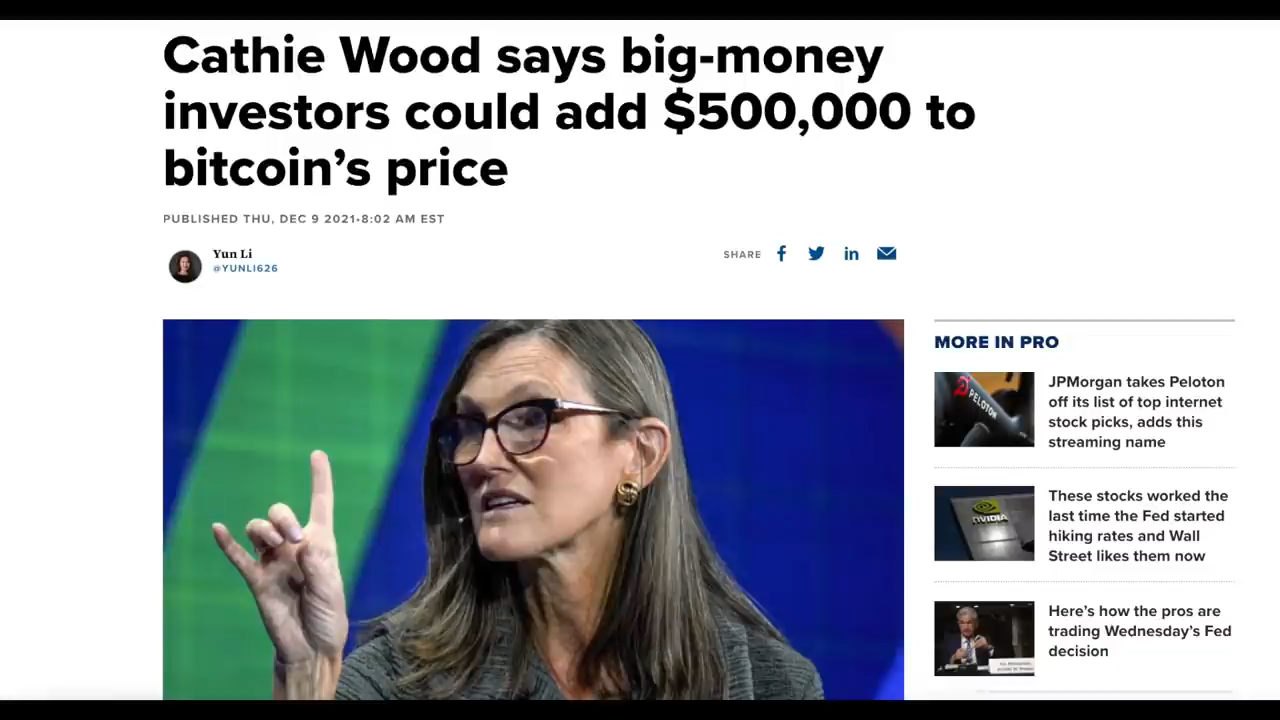 Cathie Wood says big-money
investors could add $500,000 to
bitcoin’s price
PUBLISHED THU, DEC 9 2021•8:02 AM EST
Yun Li
@YUNLI626
SHARE
MORE IN PRO
PELOTON
JPMorgan takes Peloton
off its list of top internet
stock picks, adds this
streaming name
NVIDIA
These stocks worked the
last time the Fed started
hiking rates and Wall
Street likes them now
Here’s how the pros are
trading Wednesday’s Fed
decision